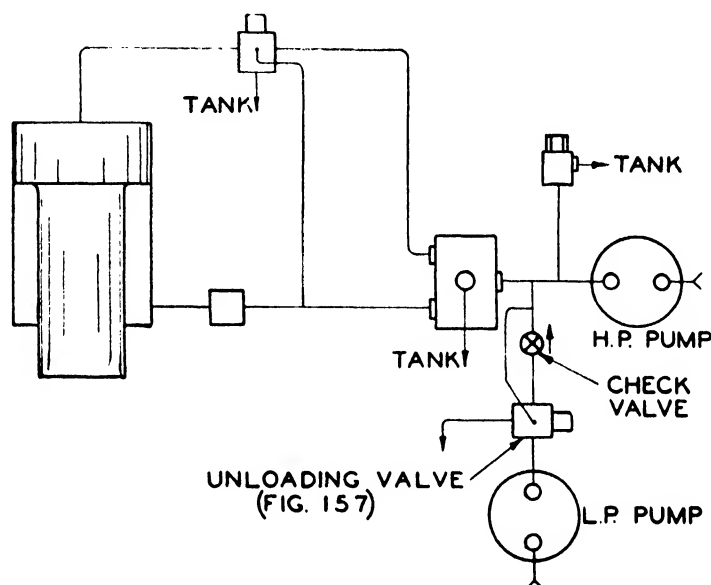 TANK
TANK
TANK
H.P. PUMP
CHECK
VALVE
UNLOADING VALVE
(FIG. 157)
L.P. PUMP